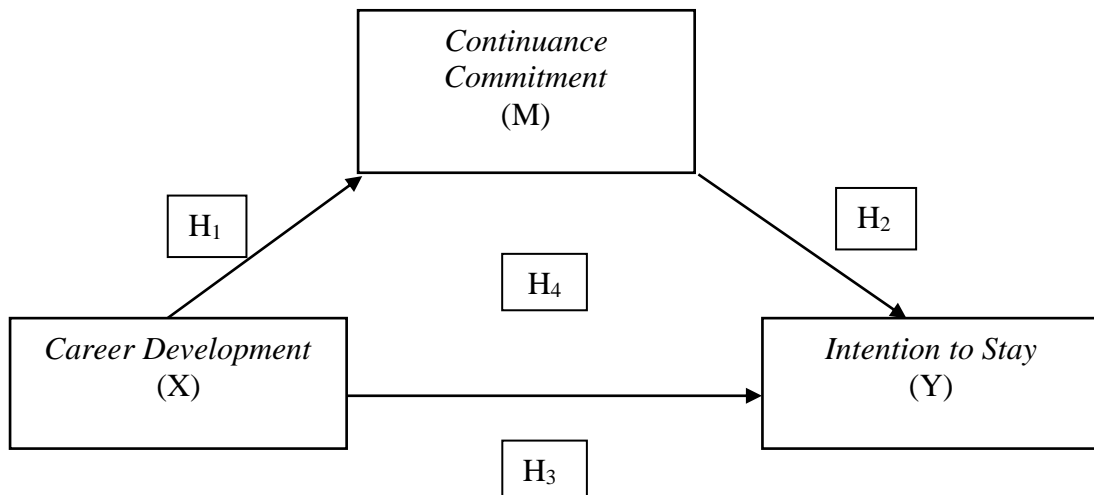 Continuance
Commitment
(M)
H₁
H₂
H₄
Career Development
(X)
Intention to Stay
(Y)
H₃